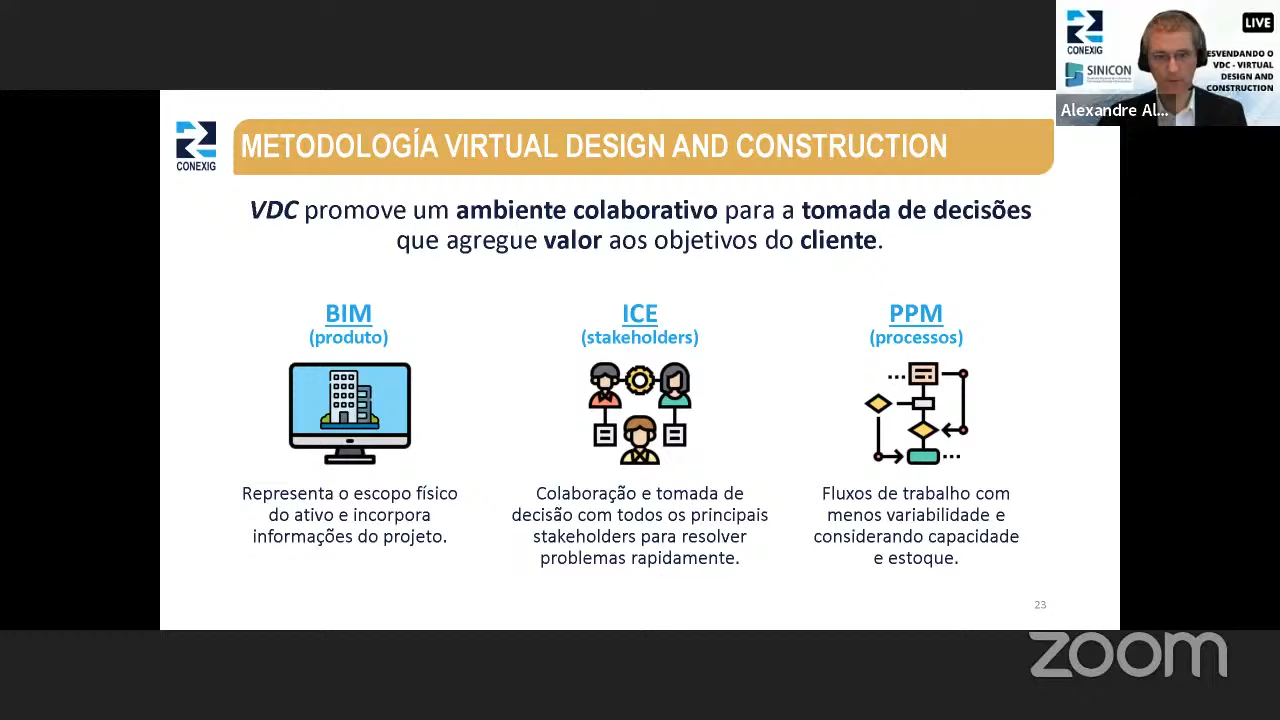 CONEXIG
SINICON
LIVE
ESVENDANDO O
VDC - VIRTUAL
DESIGN AND
CONSTRUCTION
Alexandre Al...
CONEXIG
METODOLOGÍA VIRTUAL DESIGN AND CONSTRUCTION
VDC promove um ambiente colaborativo para a tomada de decisões
que agregue valor aos objetivos do cliente.
BIM
(produto)
Representa o escopo físico
do ativo e incorpora
informações do projeto.
ICE
(stakeholders)
Colaboração e tomada de
decisão com todos os principais
stakeholders para resolver
problemas rapidamente.
PPM
(processos)
Fluxos de trabalho com
menos variabilidade e
considerando capacidade
e estoque.
23
zoom